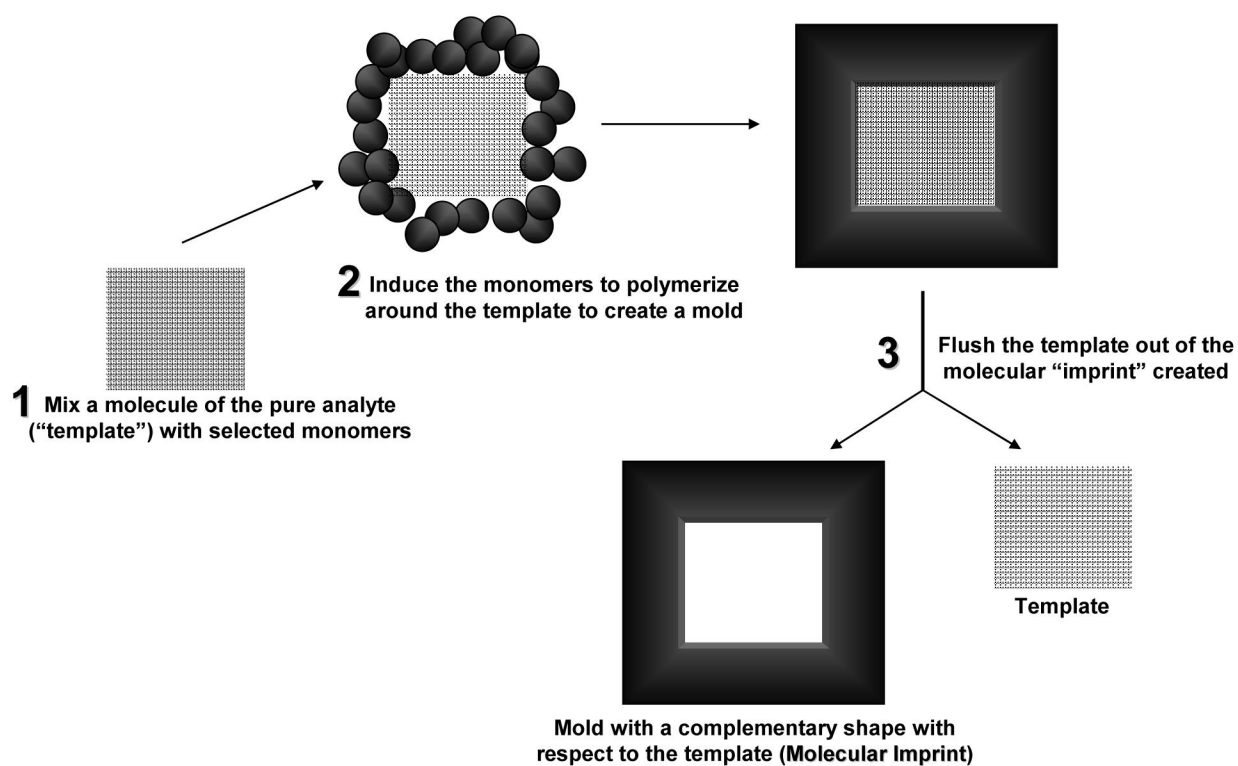 1 Mix a molecule of the pure analyte
(“template”) with selected monomers
2 Induce the monomers to polymerize
around the template to create a mold
3 Flush the template out of the
molecular “imprint” created
Mold with a complementary shape with
respect to the template (Molecular Imprint)
Template